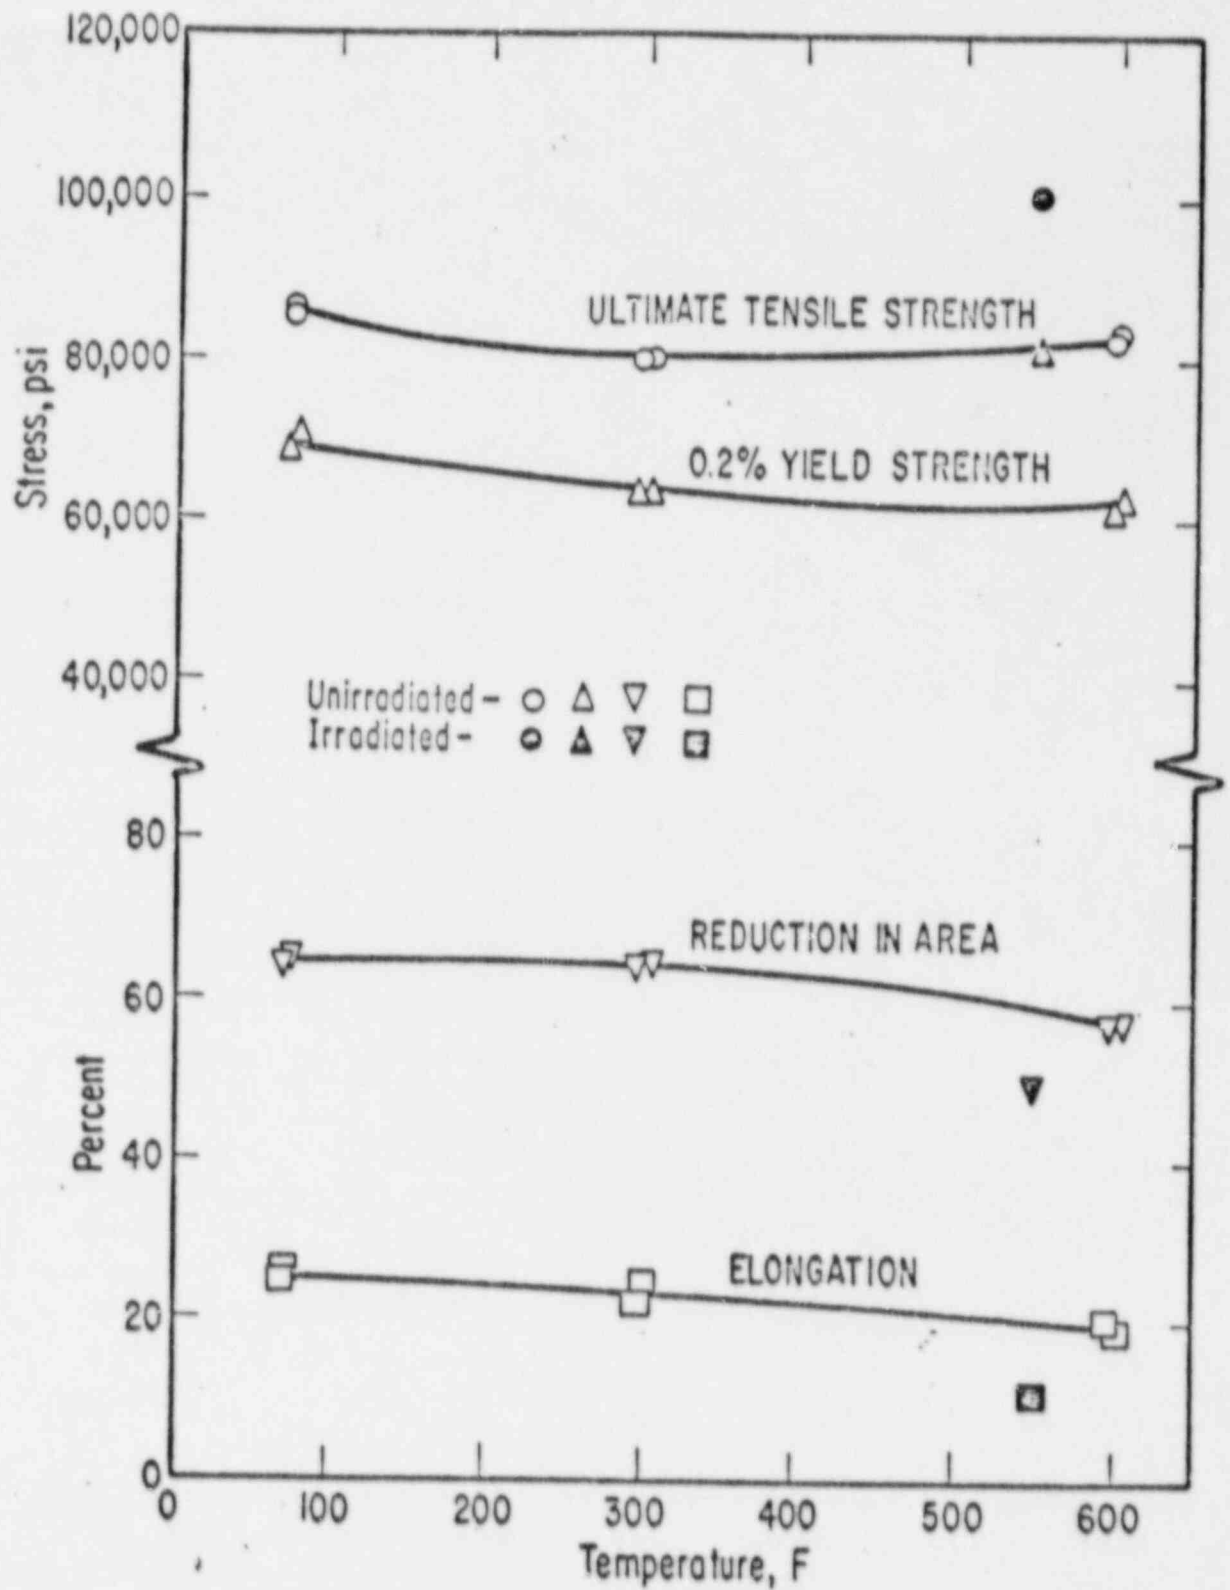 120,000
100,000
ULTIMATE TENSILE STRENGTH
80,000
Stress, psi
0.2% YIELD STRENGTH
60,000
40,000
Unirradiated -
Irradiated -
80
REDUCTION IN AREA
60
Percent
40
ELONGATION
20
0
0 100 200 300 400 500 600
Temperature, F